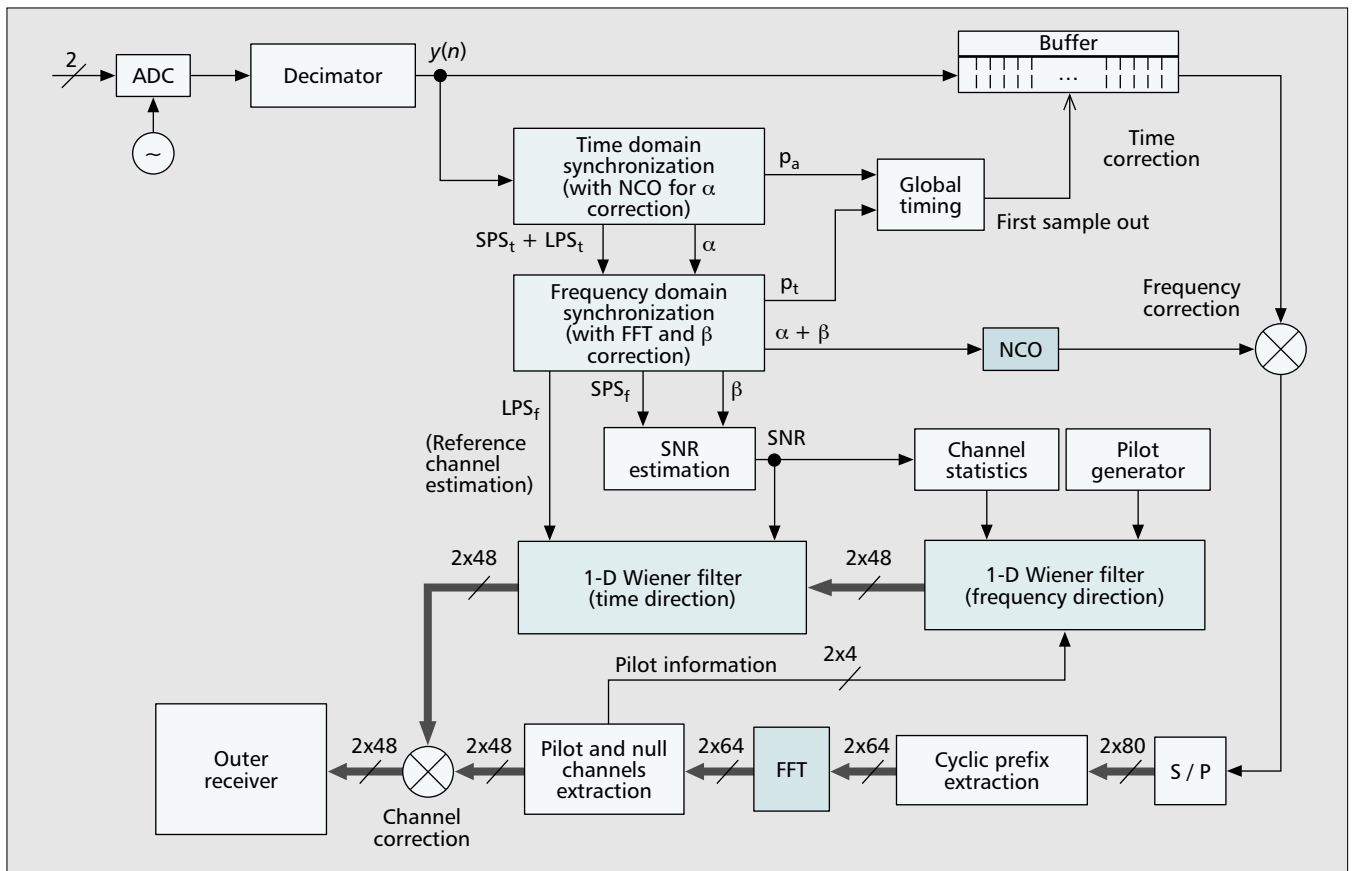 2
ADC
Decimator
y(n)
Buffer
...
~
Time domain
synchronization
(with NCO for α
correction)
pa
Global
timing
Time
correction
First sample out
SPSt + LPSt
α
Frequency domain
synchronization
(with FFT and β
correction)
pt
α + β
NCO
Frequency
correction
LPSf
SPSf
β
(Reference
channel
estimation)
SNR
estimation
SNR
Channel
statistics
Pilot
generator
2x48
1-D Wiener filter
(time direction)
2x48
1-D Wiener filter
(frequency direction)
Pilot information
2x4
Outer
receiver
2x48
Channel
correction
2x48
Pilot and null
channels
extraction
2x64
FFT
2x64
Cyclic prefix
extraction
2x80
S / P